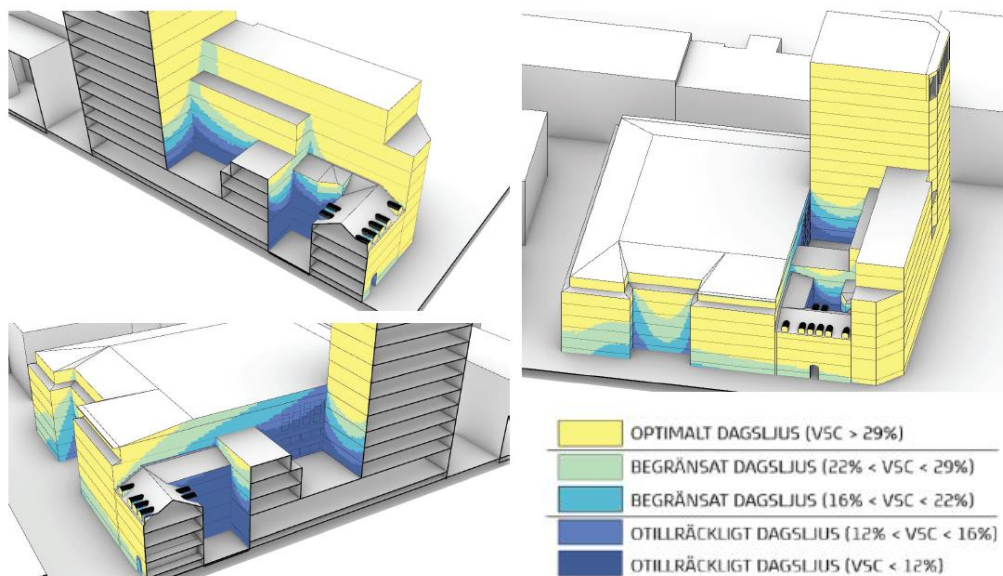 OPTIMALT DAGSLJUS (VSC > 29%)
BEGRÄNSAT DAGSLJUS (22% < VSC < 29%)
BEGRÄNSAT DAGSLJUS (16% < VSC < 22%)
OTILLRÄCKLIGT DAGSLJUS (12% < VSC < 16%)
OTILLRÄCKLIGT DAGSLJUS (VSC < 12%)